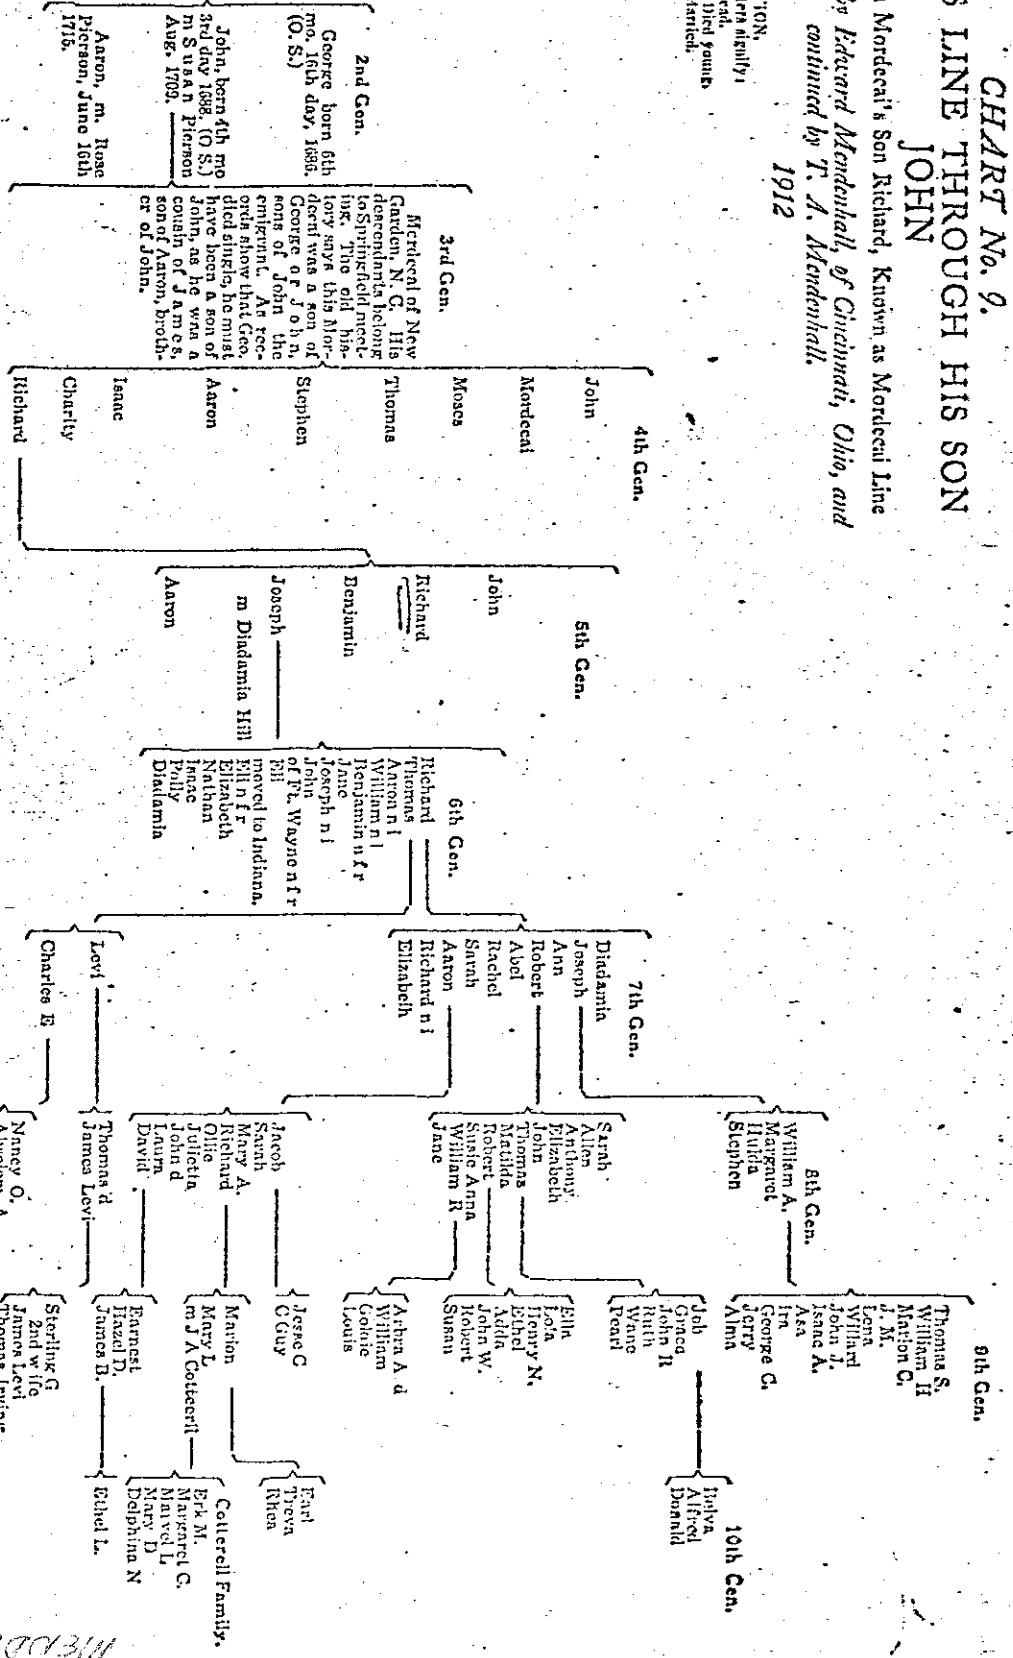 CHART No. 9.
S LINE THROUGH HIS SON
JOHN
Mordecai's Son Richard, Known as Mordecai Line
by Edward Mendenhall, of Cincinnati, Ohio, and
continued by T. A. Mendenhall.
1912
signify:
Died young,
Married.
2nd Gen.
George born 6th
mo. 16th day, 1686.
(O. S.)
John, born 4th mo
3rd day 1688. (O S.)
m Susan Pierson
Aug. 1709.
Aaron, m. Rose
Pierson, June 16th
1715.
3rd Gen.
Mordecai of New
Garden, N. C. His
descendants belong
to Springfield meet-
ing. The old his-
tory says this Mor-
decai was a son of
George or John,
sons of John the
emigrant. As rec-
ords show that Geo.
died single, he must
have been a son of
John, as he was a
cousin of James,
son of Aaron, broth-
er of John.
4th Gen.
John
Mordecai
Moses
Thomas
Stephen
Aaron
Isaac
Charity
Richard
5th Gen.
John
Richard
Benjamin
Joseph
m Diadamia Hill
Aaron
6th Gen.
Richard
Thomas
Aaron n i
William n i
Benjamin n f r
Jane
Joseph n i
John
of Ft. Wayne n f r
Eli
moved to Indiana.
Eli n f r
Elizabeth
Nathan
Isaac
Polly
Diadamia
7th Gen.
Diadamia
Joseph
Ann
Robert
Abel
Rachel
Sarah
Aaron
Richard n i
Elizabeth
Levi
Charles E
8th Gen.
William A.
Margaret
Hulda
Stephen
Sarah
Allen
Anthony
Elizabeth
John
Thomas
Matilda
Robert
Susie Anna
William R
Jane
Jacob
Sarah
Mary A.
Richard
Ollie
Julietta
John d
Laura
David
Thomas d
James Levi
Nancy O.
9th Gen.
Thomas S.
William H
Marion C.
J. M.
Lena
Willard
John J.
Isaac A.
Asa
Ira
George C.
Jerry
Alma
Job
Grace
John R
Ruth
Wane
Pearl
Ella
Lola
Henry N.
Ethel
Adda
John W.
Robert
Susan
Arbra A d
William
Goldie
Louis
Jesse C
C Guy
Marion
Mary L
m J A Cotterell
Earnest
Hazel D.
James B.
Sterling G
2nd wife
James Levi
Thomas Irving
10th Gen.
Belva
Alfred
Donald
Earl
Treva
Rhea
Cotterell Family.
Erk M.
Margaret C.
Marvel L
Mary D
Delphina N
Ethel L.